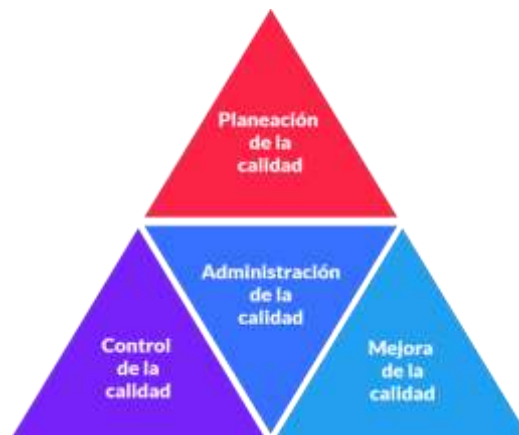 Planeación
de la
calidad
Administración
de la
calidad
Control
de la
calidad
Mejora
de la
calidad